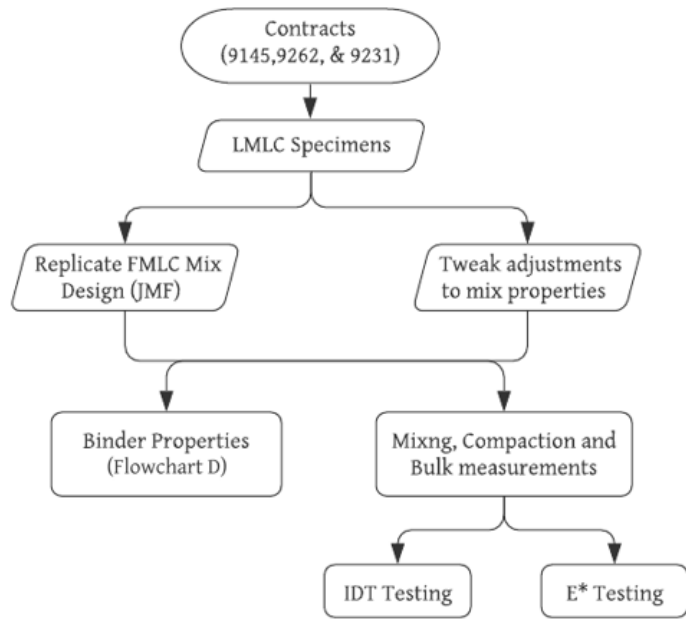 Contracts
(9145,9262, & 9231)
LMLC Specimens
Replicate FMLC Mix
Design (JMF)
Tweak adjustments
to mix properties
Binder Properties
(Flowchart D)
Mixng, Compaction and
Bulk measurements
IDT Testing
E* Testing